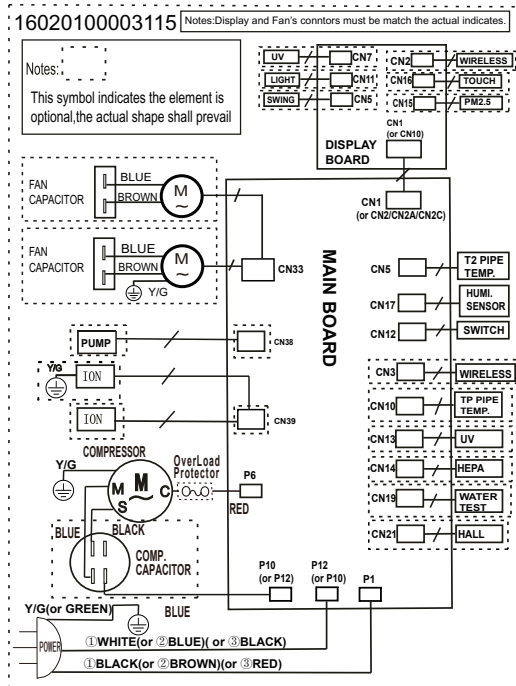 16020100003115
Notes:Display and Fan's conntors must be match the actual indicates.
Notes:
This symbol indicates the element is
optional,the actual shape shall prevail
UV
CN7
LIGHT
CN11
SWING
CN5
CN2
WIRELESS
CN16
TOUCH
CN15
PM2.5
CN1
(or CN10)
DISPLAY
BOARD
CN1
(or CN2/CN2A/CN2C)
FAN
CAPACITOR
BLUE
BROWN
M
~
FAN
CAPACITOR
BLUE
BROWN
M
~
Y/G
CN33
MAIN BOARD
CN5
T2 PIPE
TEMP.
CN17
HUMI.
SENSOR
CN12
SWITCH
PUMP
CN38
Y/G
ION
ION
CN39
CN3
WIRELESS
CN10
TP PIPE
TEMP.
CN13
UV
CN14
HEPA
CN19
WATER
TEST
CN21
HALL
COMPRESSOR
Y/G
M
M
~
C
S
OverLoad
Protector
P6
RED
BLUE
BLACK
COMP.
CAPACITOR
BLUE
P10
(or P12)
P12
(or P10)
P1
Y/G(or GREEN)
POWER
①WHITE(or ②BLUE)( or ③BLACK)
①BLACK(or ②BROWN)(or ③RED)